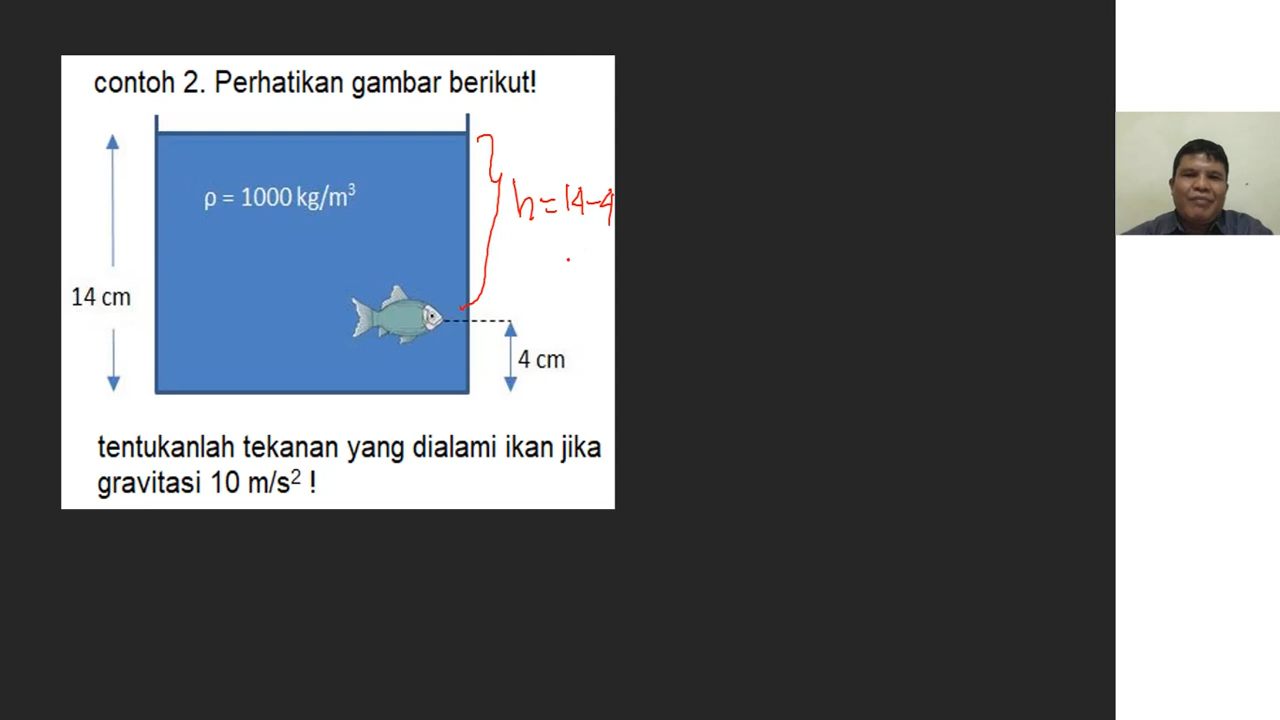 contoh 2. Perhatikan gambar berikut!
ρ = 1000 kg/m³
h = 14 - 4
14 cm
4 cm
tentukanlah tekanan yang dialami ikan jika
gravitasi 10 m/s² !